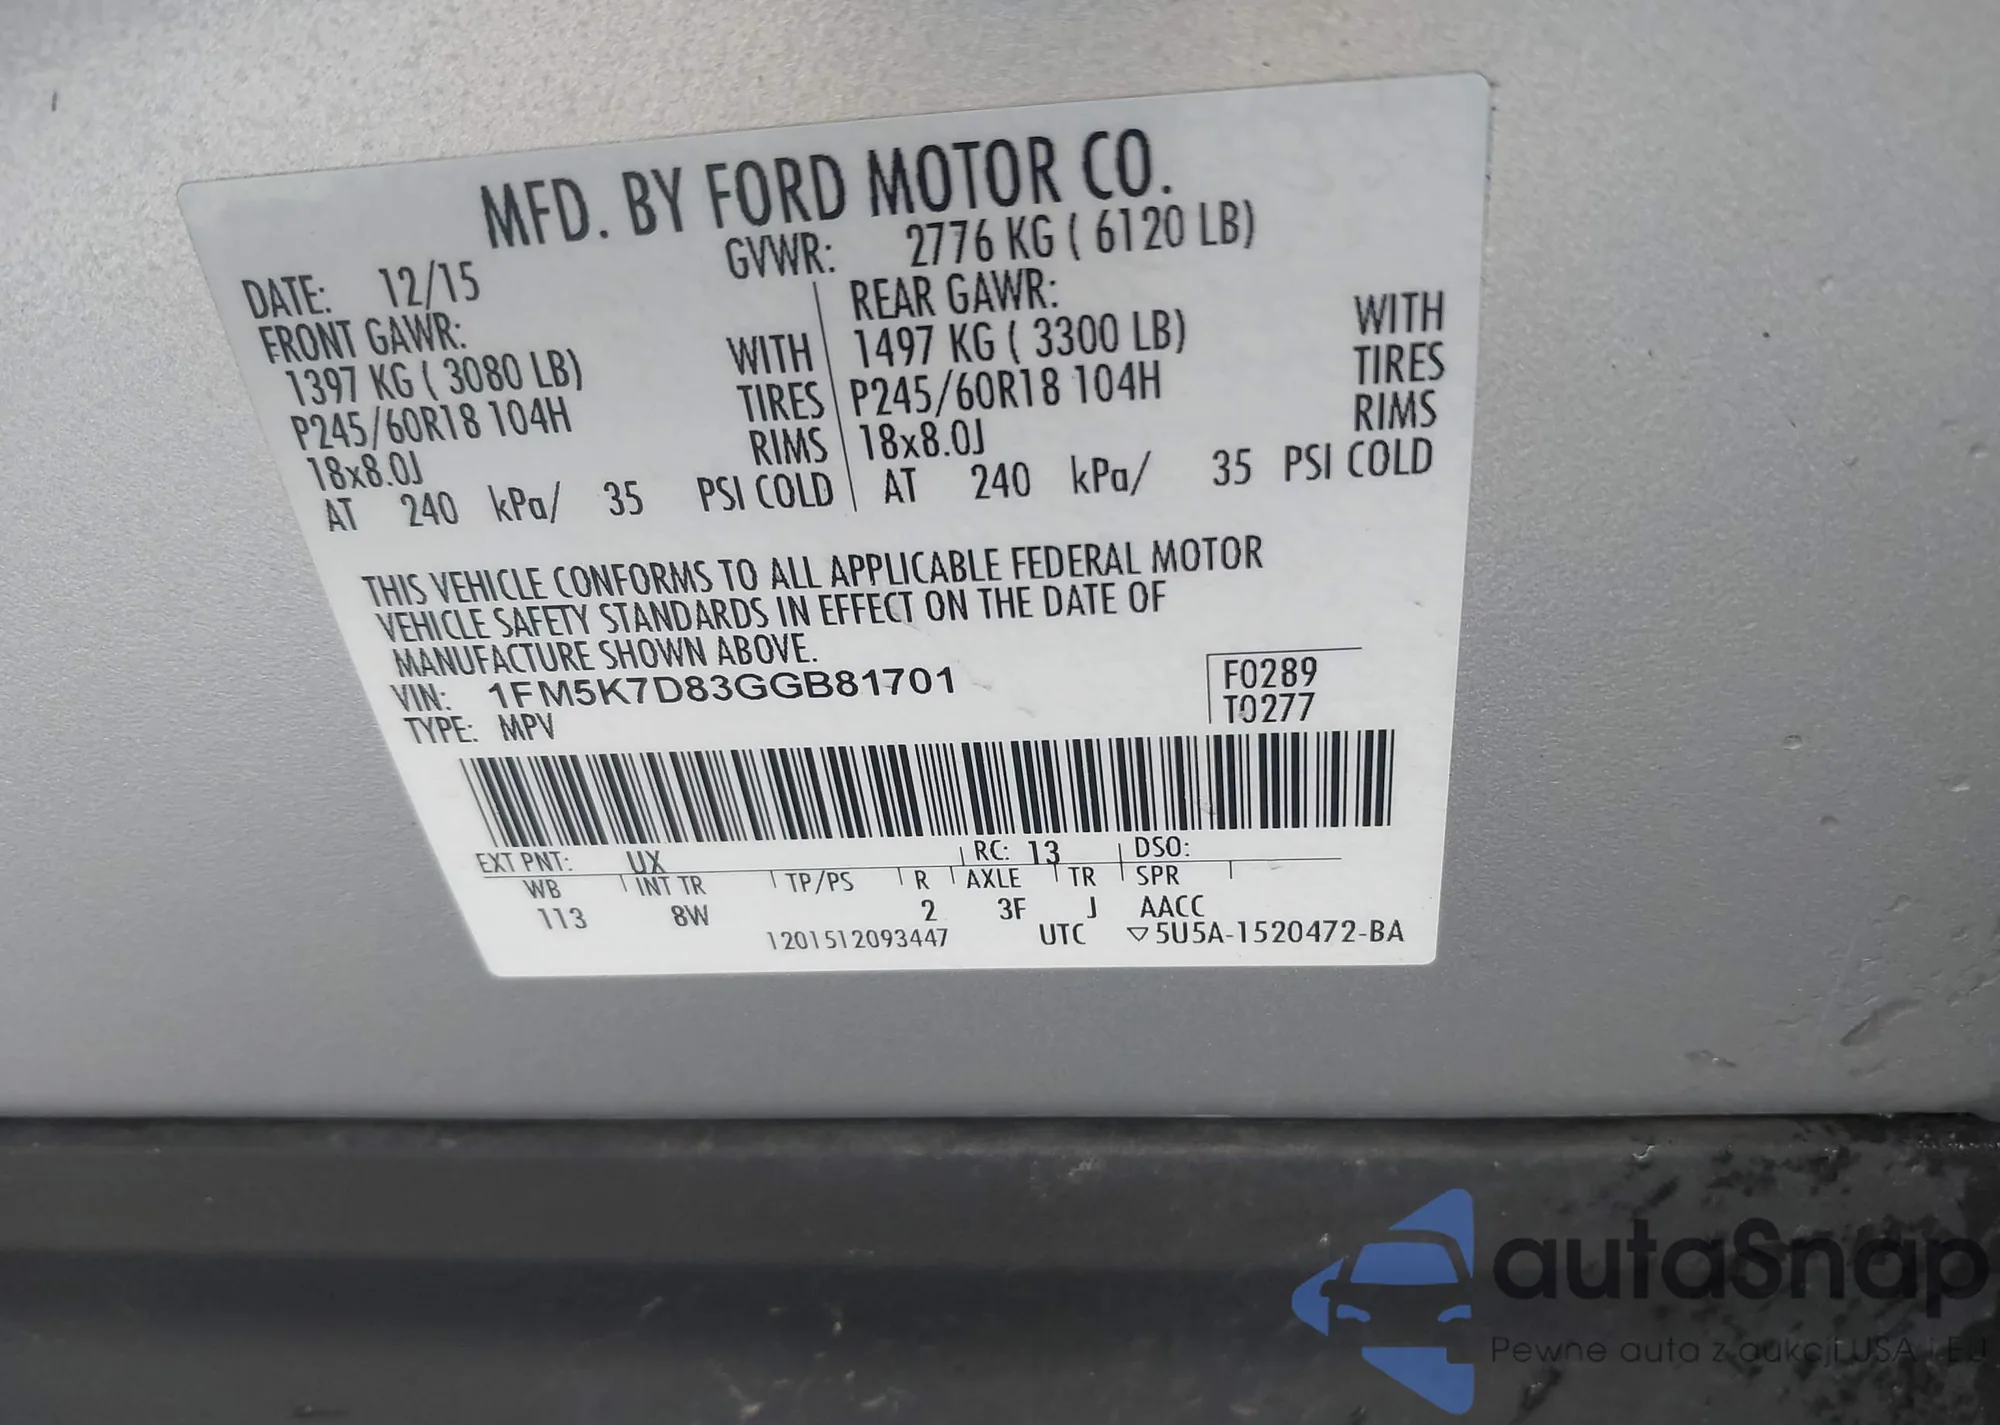 MFD. BY FORD MOTOR CO.
DATE: 12/15 GVWR: 2776 KG ( 6120 LB)
FRONT GAWR: REAR GAWR:
1397 KG ( 3080 LB) WITH 1497 KG ( 3300 LB) WITH
P245/60R18 104H TIRES P245/60R18 104H TIRES
18x8.0J RIMS 18x8.0J RIMS
AT 240 kPa/ 35 PSI COLD AT 240 kPa/ 35 PSI COLD
THIS VEHICLE CONFORMS TO ALL APPLICABLE FEDERAL MOTOR
VEHICLE SAFETY STANDARDS IN EFFECT ON THE DATE OF
MANUFACTURE SHOWN ABOVE.
VIN: 1FM5K7D83GGB81701 F0289
TYPE: MPV T0277
EXT PNT: UX RC: 13 DSO:
WB INT TR TP/PS R AXLE TR SPR
113 8W 2 3F J AACC
1201512093447 UTC ▽5U5A-1520472-BA
autaSnap
Pewne auta z aukcji USA i EU